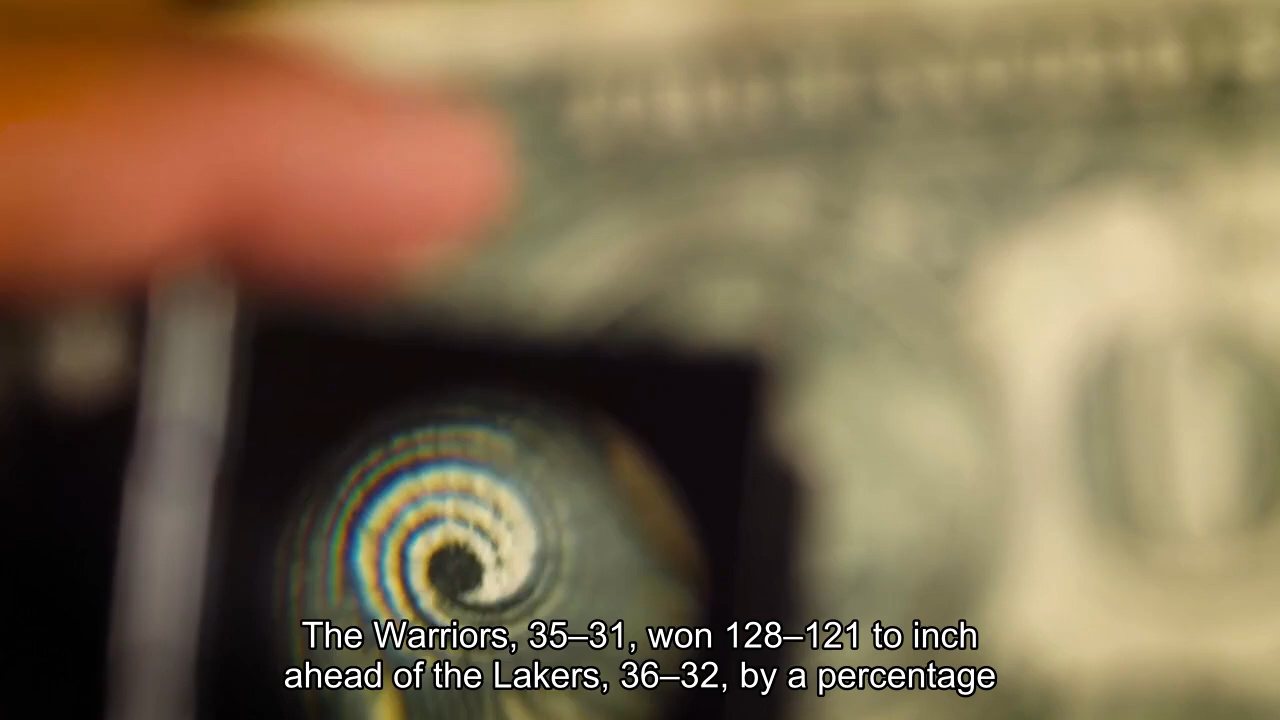 The Warriors, 35–31, won 128–121 to inch
ahead of the Lakers, 36–32, by a percentage